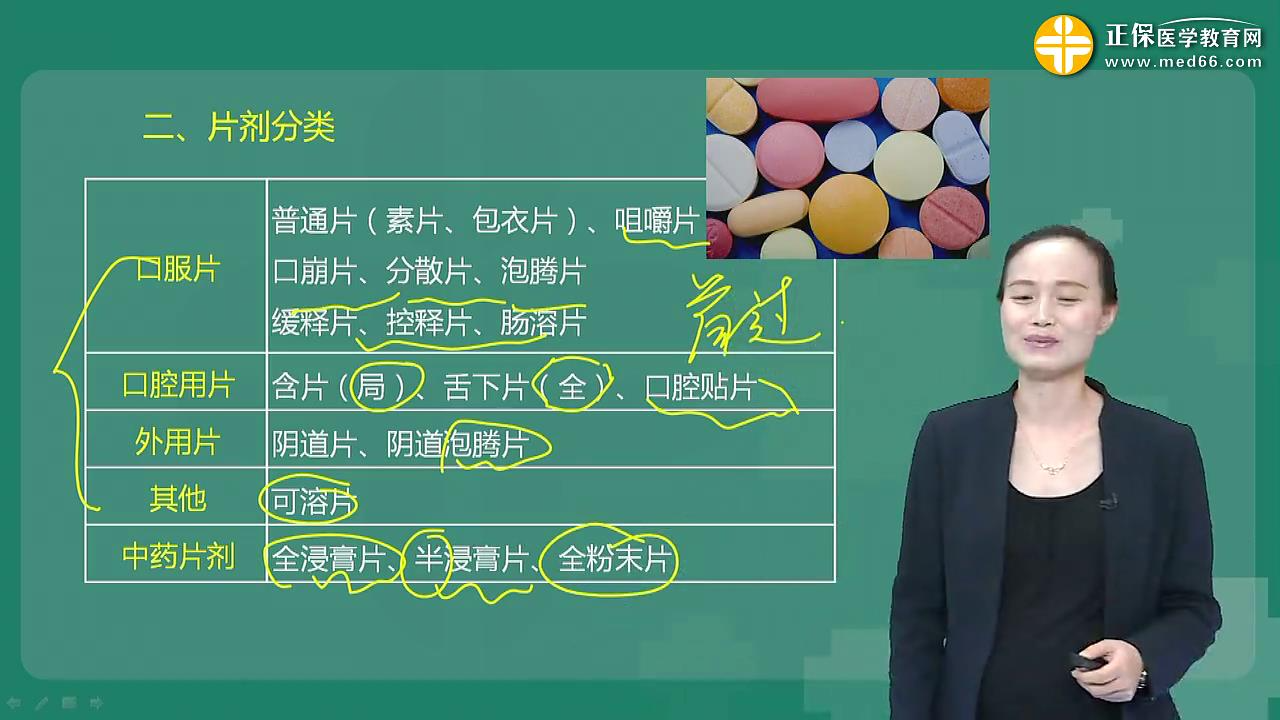 正保医学教育网
www.med66.com
二、片剂分类
口服片
普通片（素片、包衣片）、咀嚼片
口崩片、分散片、泡腾片
缓释片、控释片、肠溶片
首过
口腔用片
含片（局）、舌下片（全）、口腔贴片
外用片
阴道片、阴道泡腾片
其他
可溶片
中药片剂
全浸膏片、半浸膏片、全粉末片